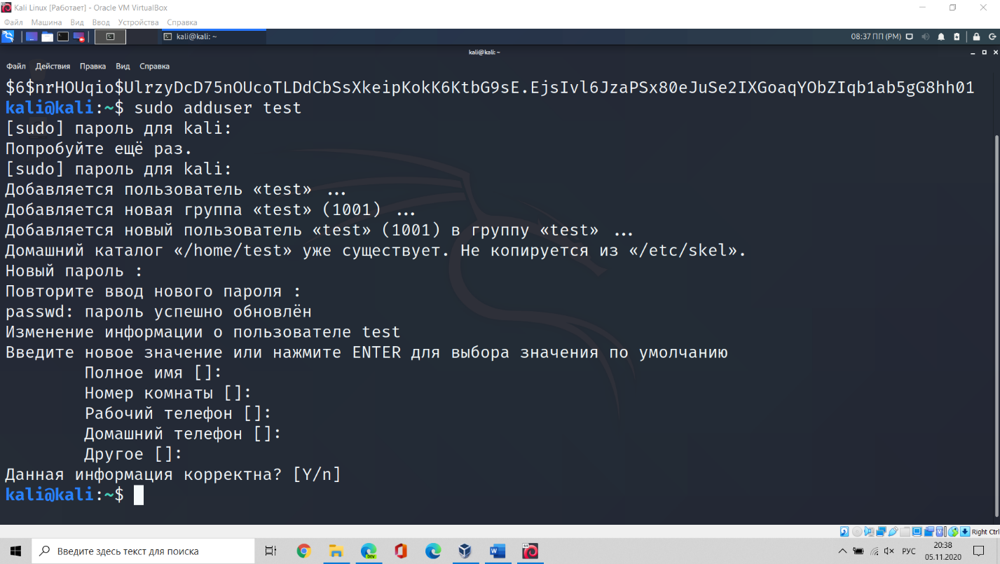 Kali Linux [Работает] - Oracle VM VirtualBox
Файл Машина Вид Ввод Устройства Справка
kali@kali: ~
08:37 ПП (PM)
kali@kali: ~
Файл Действия Правка Вид Справка
$6$nrHOUqio$UlrzyDcD75nOUcoTLDdCbSsXkeipKokK6KtbG9sE.EjsIvl6JzaPSx80eJuSe2IXGoaqYObZIqb1ab5gG8hh01
kali@kali:~$ sudo adduser test
[sudo] пароль для kali:
Попробуйте ещё раз.
[sudo] пароль для kali:
Добавляется пользователь «test» ...
Добавляется новая группа «test» (1001) ...
Добавляется новый пользователь «test» (1001) в группу «test» ...
Домашний каталог «/home/test» уже существует. Не копируется из «/etc/skel».
Новый пароль :
Повторите ввод нового пароля :
passwd: пароль успешно обновлён
Изменение информации о пользователе test
Введите новое значение или нажмите ENTER для выбора значения по умолчанию
Полное имя []:
Номер комнаты []:
Рабочий телефон []:
Домашний телефон []:
Другое []:
Данная информация корректна? [Y/n]
kali@kali:~$
Right Ctrl
Введите здесь текст для поиска
DEV
РУС
20:38
05.11.2020